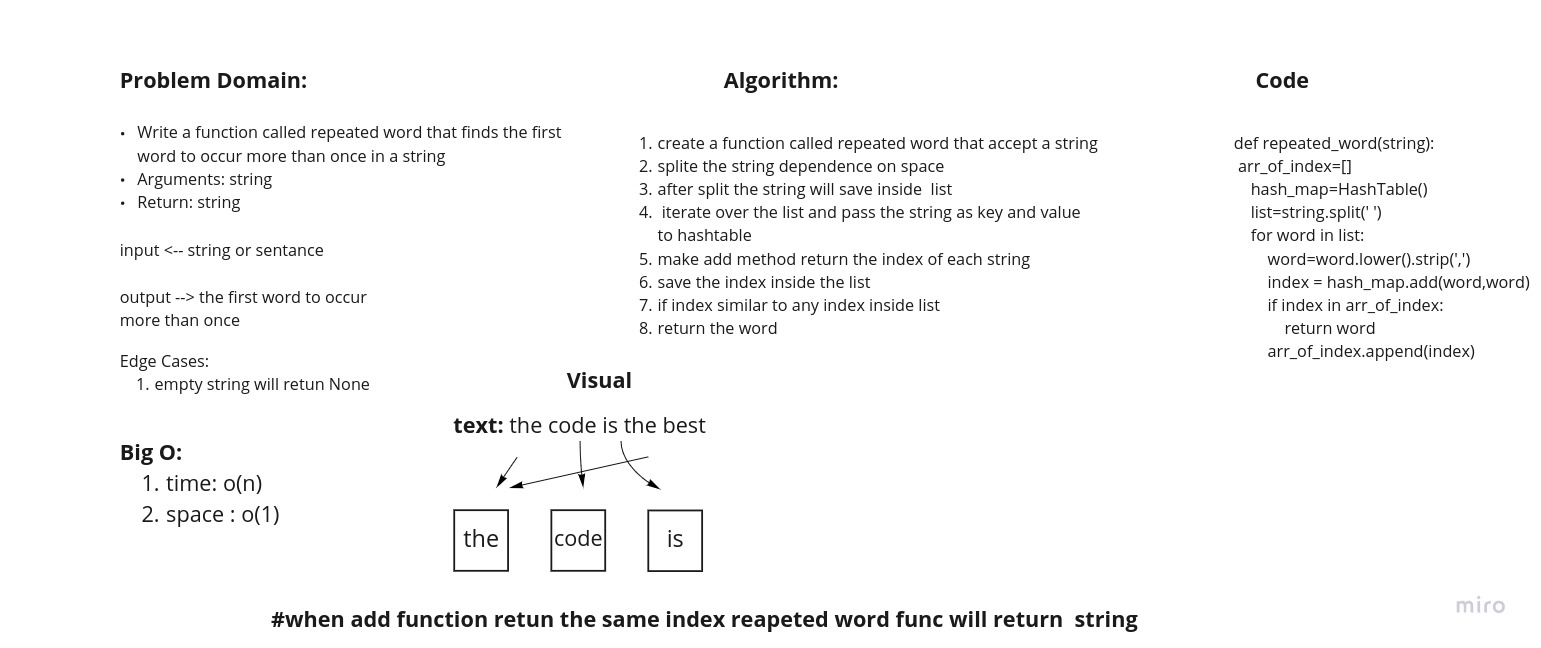 Problem Domain:
• Write a function called repeated word that finds the first
word to occur more than once in a string
• Arguments: string
• Return: string
input <-- string or sentance
output --> the first word to occur
more than once
Edge Cases:
1. empty string will retun None
Big O:
1. time: o(n)
2. space : o(1)
Algorithm:
1. create a function called repeated word that accept a string
2. splite the string dependence on space
3. after split the string will save inside  list
4.  iterate over the list and pass the string as key and value
to hashtable
5. make add method return the index of each string
6. save the index inside the list
7. if index similar to any index inside list
8. return the word
Visual
text: the code is the best
the code is
Code
def repeated_word(string):
 arr_of_index=[]
    hash_map=HashTable()
    list=string.split(' ')
    for word in list:
        word=word.lower().strip(',')
        index = hash_map.add(word,word)
        if index in arr_of_index:
            return word
        arr_of_index.append(index)
#when add function retun the same index reapeted word func will return  string
miro